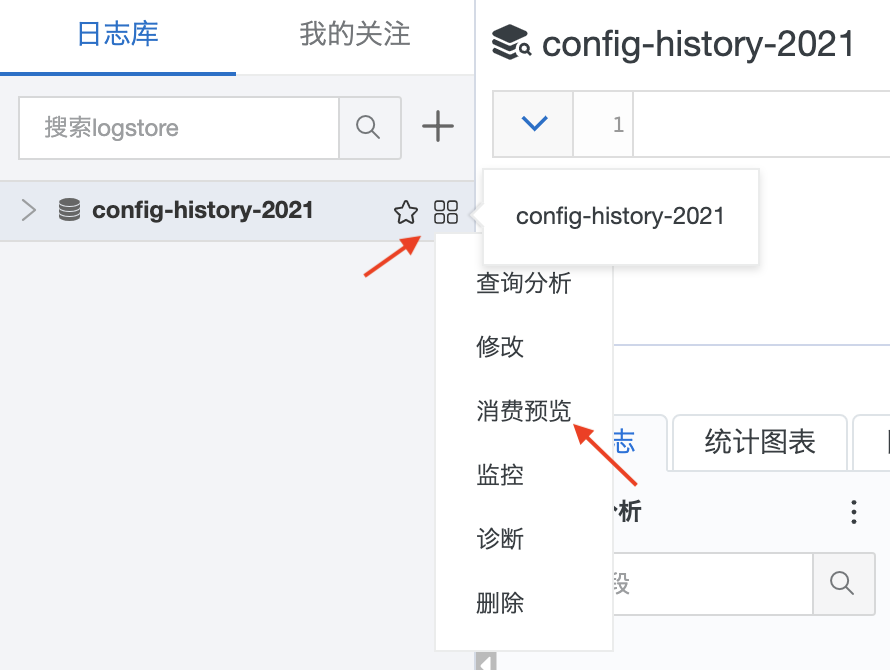 日志库
我的关注
搜索logstore
config-history-2021
config-history-2021
1
config-history-2021
查询分析
修改
消费预览
监控
诊断
删除
志
统计图表
析
段